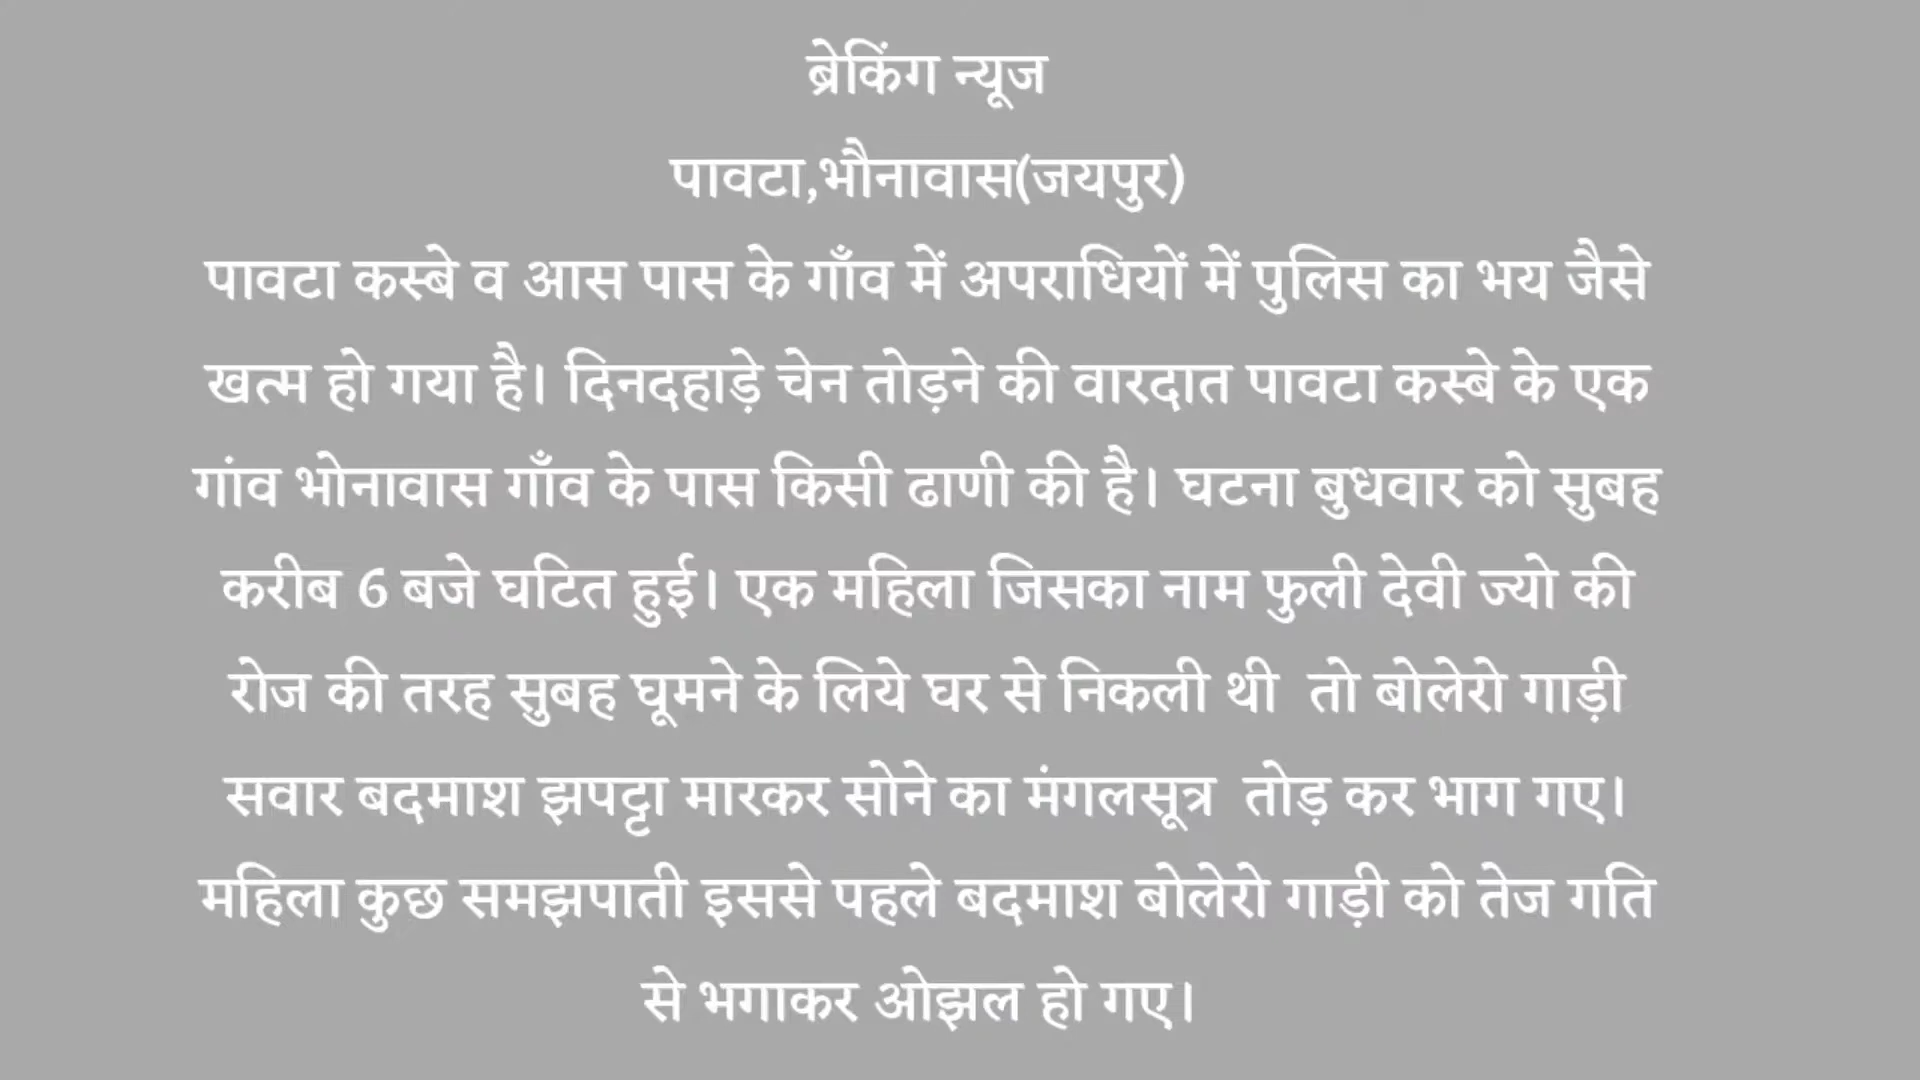 ब्रेकिंग न्यूज
पावटा,भौनावास(जयपुर)
पावटा कस्बे व आस पास के गाँव में अपराधियों में पुलिस का भय जैसे
खत्म हो गया है। दिनदहाड़े चेन तोड़ने की वारदात पावटा कस्बे के एक
गांव भोनावास गाँव के पास किसी ढाणी की है। घटना बुधवार को सुबह
करीब 6 बजे घटित हुई। एक महिला जिसका नाम फुली देवी ज्यो की
रोज की तरह सुबह घूमने के लिये घर से निकली थी  तो बोलेरो गाड़ी
सवार बदमाश झपट्टा मारकर सोने का मंगलसूत्र  तोड़ कर भाग गए।
महिला कुछ समझपाती इससे पहले बदमाश बोलेरो गाड़ी को तेज गति
से भगाकर ओझल हो गए।